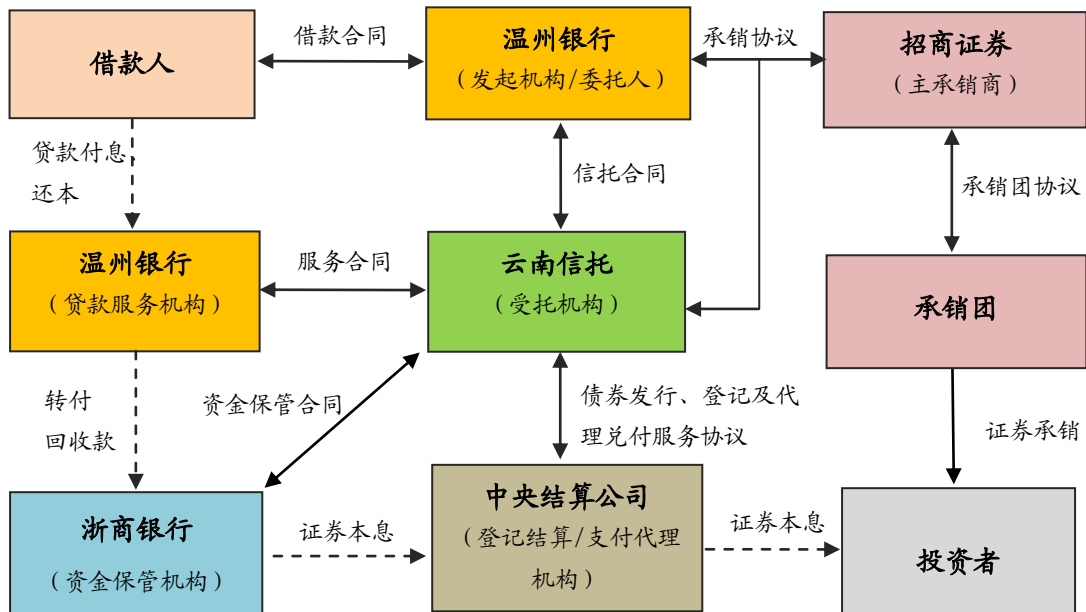 借款人
借款合同
温州银行
（发起机构/委托人）
承销协议
招商证券
（主承销商）
贷款付息、
还本
信托合同
承销团协议
温州银行
（贷款服务机构）
服务合同
云南信托
（受托机构）
承销团
转付
回收款
资金保管合同
债券发行、登记及代
理兑付服务协议
证券承销
浙商银行
（资金保管机构）
证券本息
中央结算公司
（登记结算/支付代理
机构）
证券本息
投资者